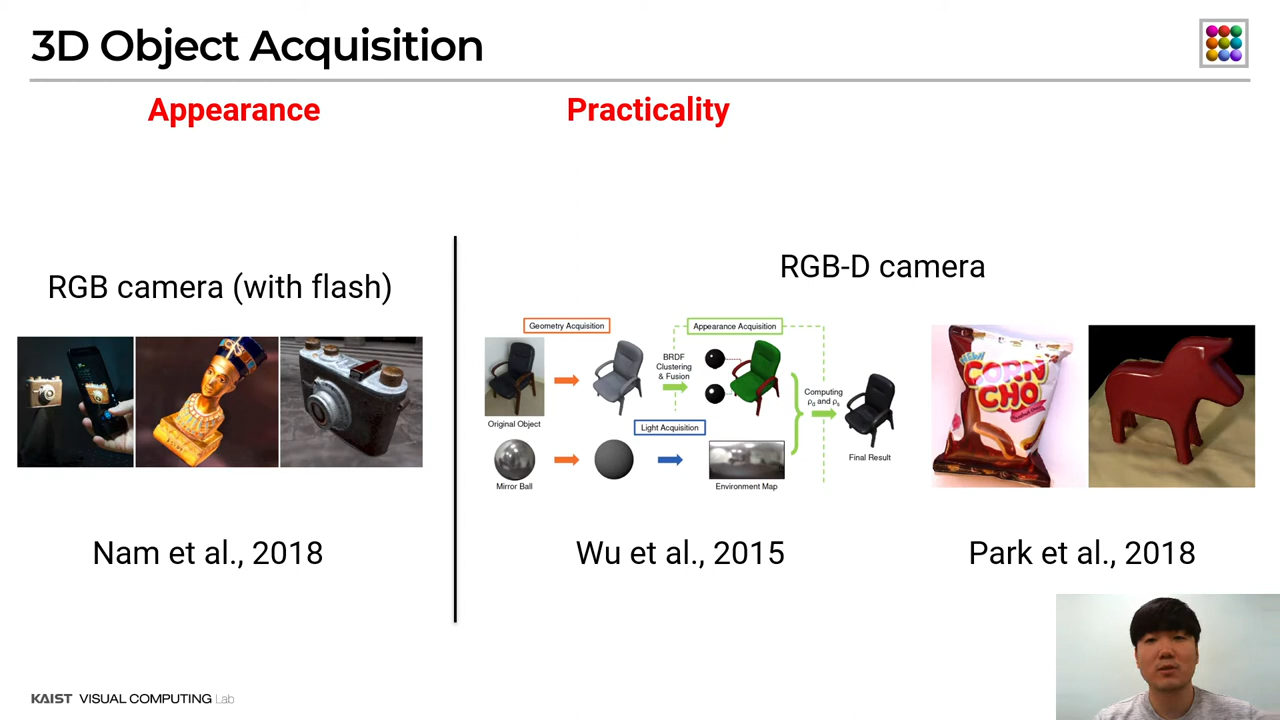 3D Object Acquisition
Appearance
Practicality
RGB camera (with flash)
RGB-D camera
Geometry Acquisition
Appearance Acquisition
BRDF
Clustering
& Fusion
Original Object
Light Acquisition
Computing
ρd and ρs
Mirror Ball
Environment Map
Final Result
NEW
CORN
CHO
Nam et al., 2018
Wu et al., 2015
Park et al., 2018
KAIST VISUAL COMPUTING Lab